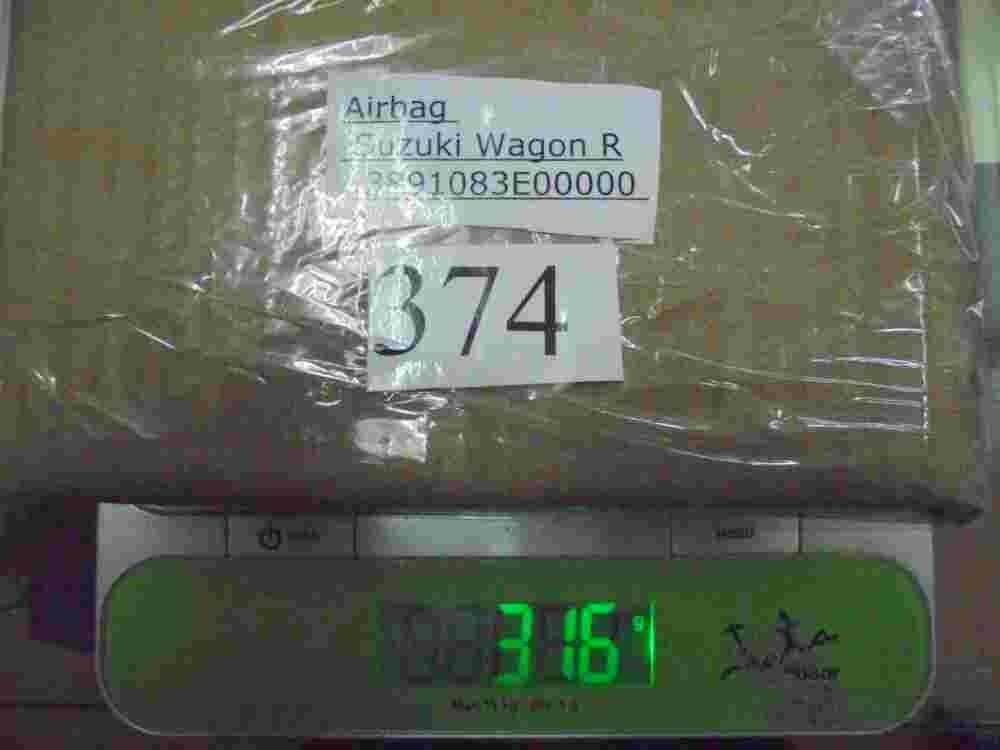 Airbag
Suzuki Wagon R
3891083E00000
374
316 g